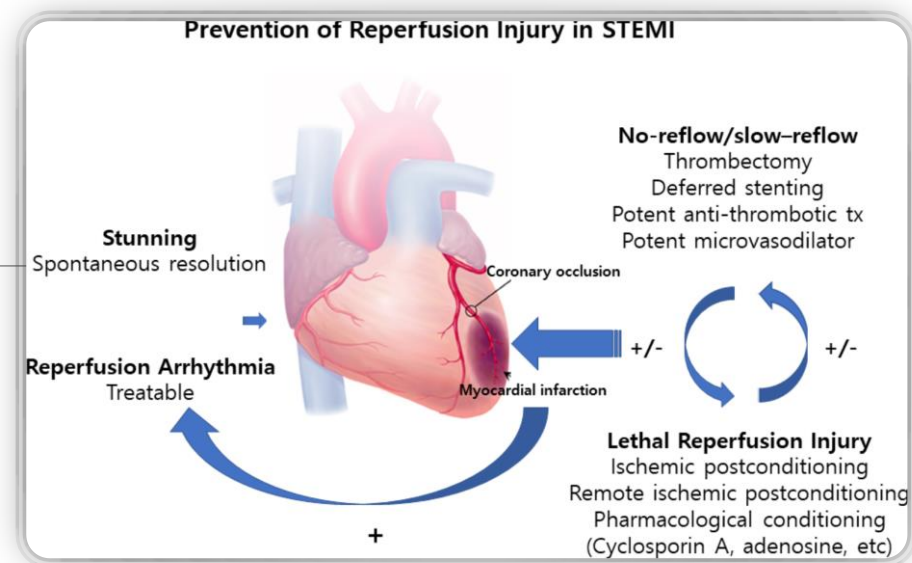 Prevention of Reperfusion Injury in STEMI
No-reflow/slow–reflow
Thrombectomy
Deferred stenting
Potent anti-thrombotic tx
Potent microvasodilator
Stunning
Spontaneous resolution
Coronary occlusion
+/-
+/-
Reperfusion Arrhythmia
Treatable
Myocardial infarction
Lethal Reperfusion Injury
Ischemic postconditioning
Remote ischemic postconditioning
Pharmacological conditioning
(Cyclosporin A, adenosine, etc)
+